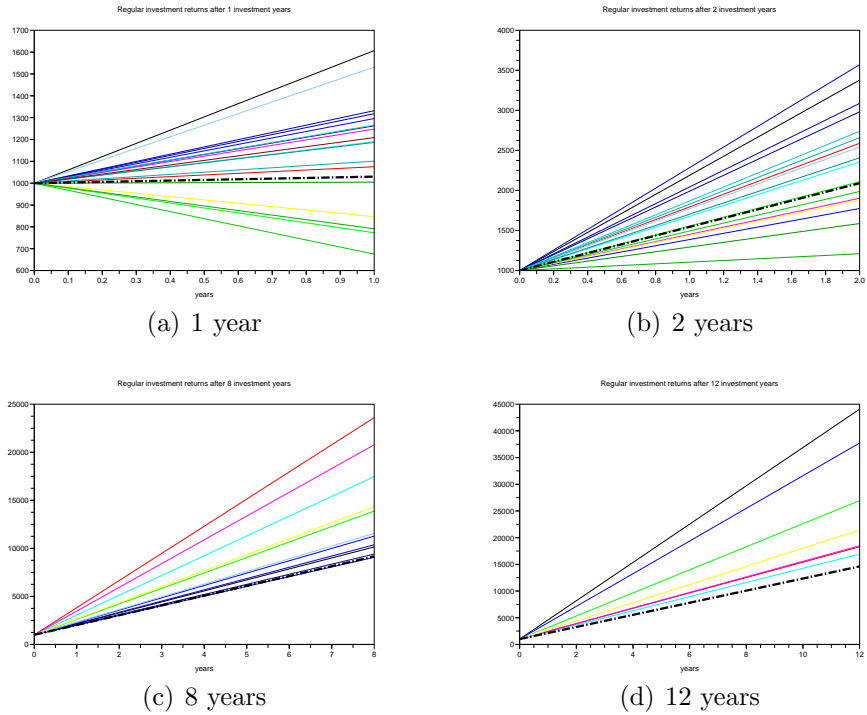 Regular investment returns after 1 investment years
1700
1600
1500
1400
1300
1200
1100
1000
900
800
700
600
0.0 0.1 0.2 0.3 0.4 0.5 0.6 0.7 0.8 0.9 1.0
years
(a) 1 year
Regular investment returns after 2 investment years
4000
3500
3000
2500
2000
1500
1000
0.0 0.2 0.4 0.6 0.8 1.0 1.2 1.4 1.6 1.8 2.0
years
(b) 2 years
Regular investment returns after 8 investment years
25000
20000
15000
10000
5000
0
0 1 2 3 4 5 6 7 8
years
(c) 8 years
Regular investment returns after 12 investment years
45000
40000
35000
30000
25000
20000
15000
10000
5000
0
0 2 4 6 8 10 12
years
(d) 12 years